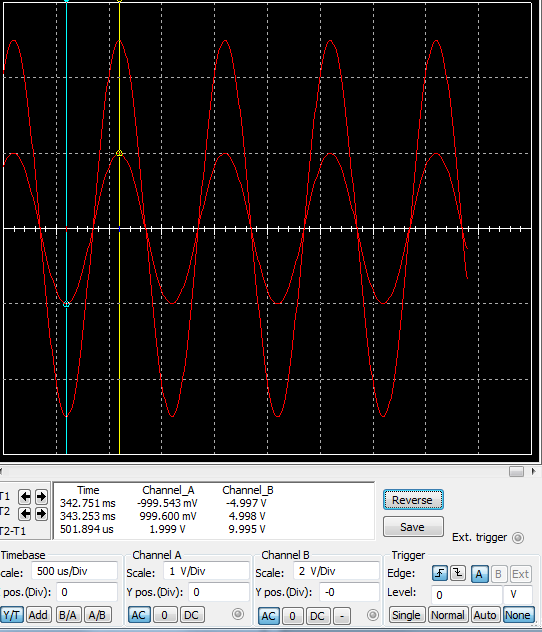 Time Channel_A Channel_B
T1 342.751 ms -999.543 mV -4.997 V
T2 343.253 ms 999.600 mV 4.998 V
T2-T1 501.894 us 1.999 V 9.995 V
Reverse
Save
Ext. trigger
Timebase
cale: 500 us/Div
pos.(Div): 0
Y/T Add B/A A/B
Channel A
Scale: 1 V/Div
Y pos.(Div): 0
AC 0 DC
Channel B
Scale: 2 V/Div
Y pos.(Div): -0
AC 0 DC -
Trigger
Edge: A B Ext
Level: 0 V
Single Normal Auto None